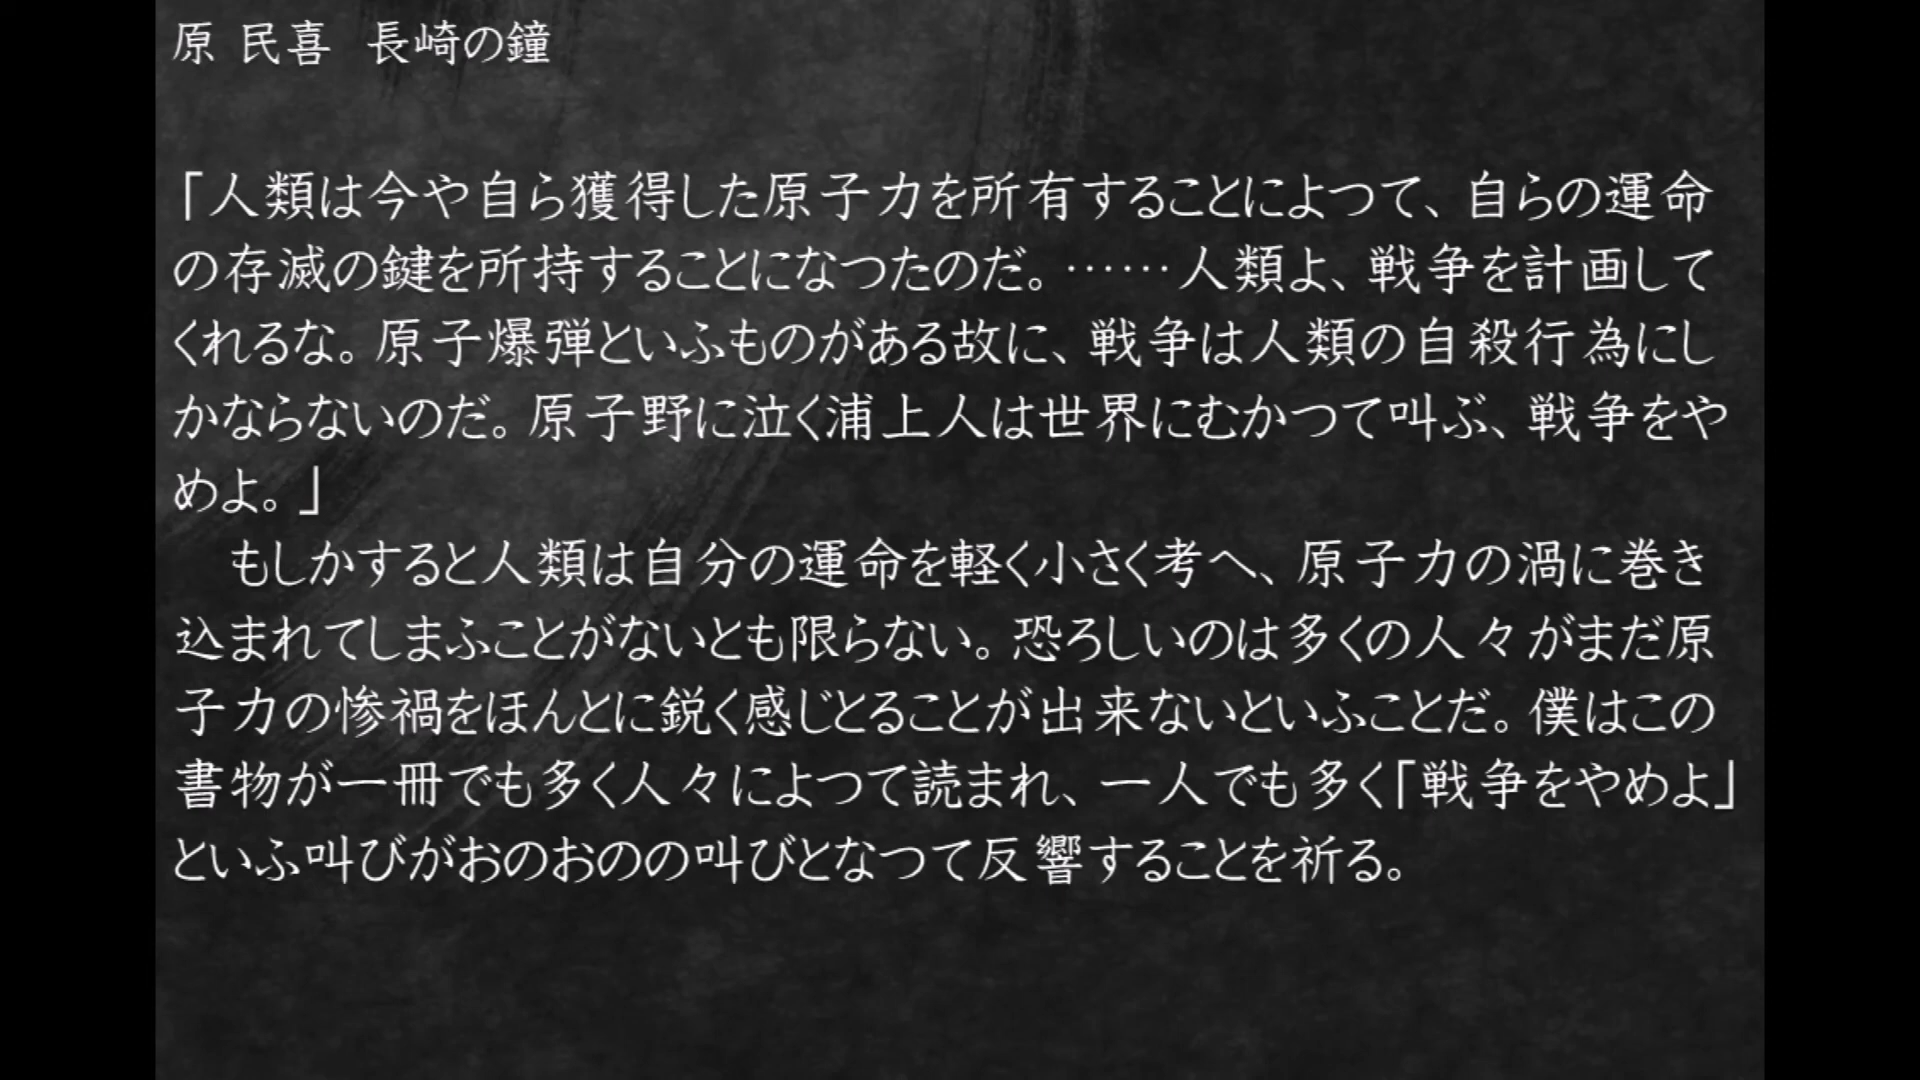 原 民喜　長崎の鐘
「人類は今や自ら獲得した原子力を所有することによつて、自らの運命
の存滅の鍵を所持することになつたのだ。……人類よ、戦争を計画して
くれるな。原子爆弾といふものがある故に、戦争は人類の自殺行為にし
かならないのだ。原子野に泣く浦上人は世界にむかつて叫ぶ、戦争をや
めよ。」
　もしかすると人類は自分の運命を軽く小さく考へ、原子力の渦に巻き
込まれてしまふことがないとも限らない。恐ろしいのは多くの人々がまだ原
子力の惨禍をほんとに鋭く感じとることが出来ないといふことだ。僕はこの
書物が一冊でも多く人々によつて読まれ、一人でも多く「戦争をやめよ」
といふ叫びがおのおのの叫びとなつて反響することを祈る。